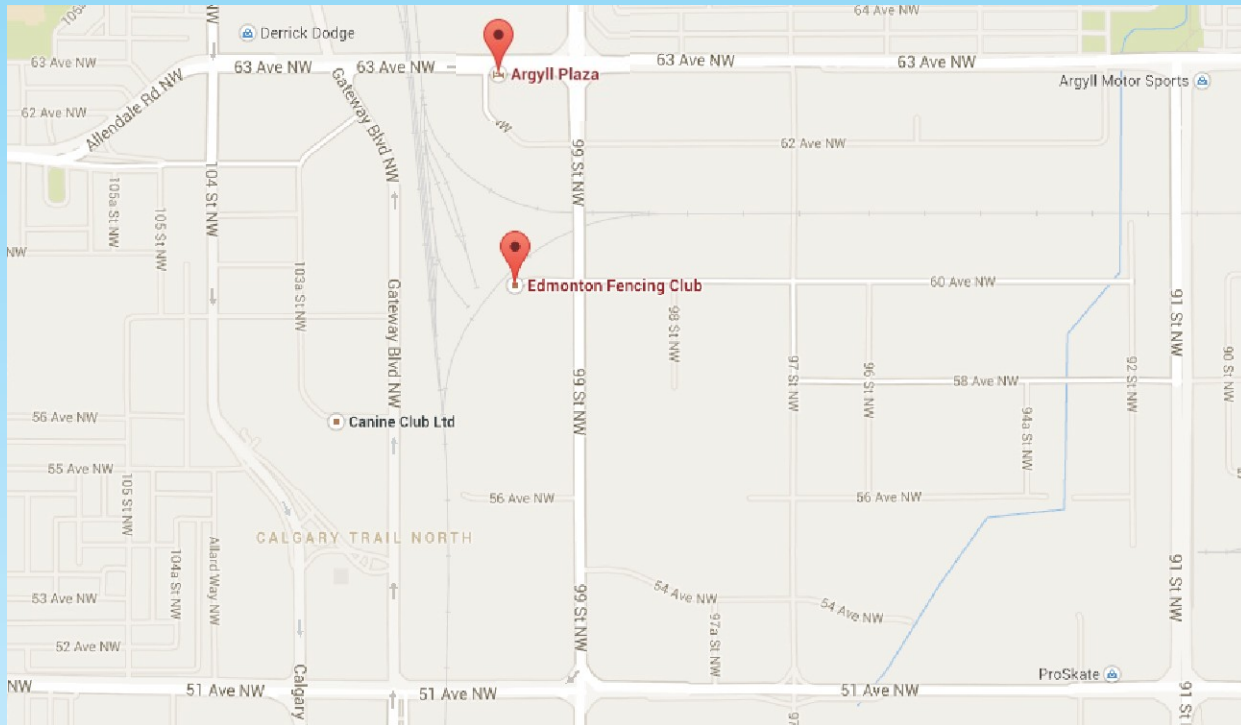 64 Ave NW
Derrick Dodge
63 Ave NW
63 Ave NW
63 Ave NW
63 Ave NW
63 Ave NW
Argyll Plaza
Argyll Motor Sports
62 Ave NW
Allendale Rd NW
Gateway Blvd NW
62 Ave NW
104 St NW
99 St NW
105a St NW
105 St NW
NW
103a St NW
Gateway Blvd NW
Edmonton Fencing Club
60 Ave NW
98 St NW
91 St NW
97 St NW
96 St NW
58 Ave NW
92 St NW
90 St NW
99 St NW
94a St NW
56 Ave NW
Canine Club Ltd
55 Ave NW
105 St NW
56 Ave NW
56 Ave NW
CALGARY TRAIL NORTH
104a St NW
Allard Way NW
99 St NW
91 St NW
53 Ave NW
54 Ave NW
54 Ave NW
97a St NW
52 Ave NW
ProSkate
NW
51 Ave NW
Calgary
51 Ave NW
51 Ave NW